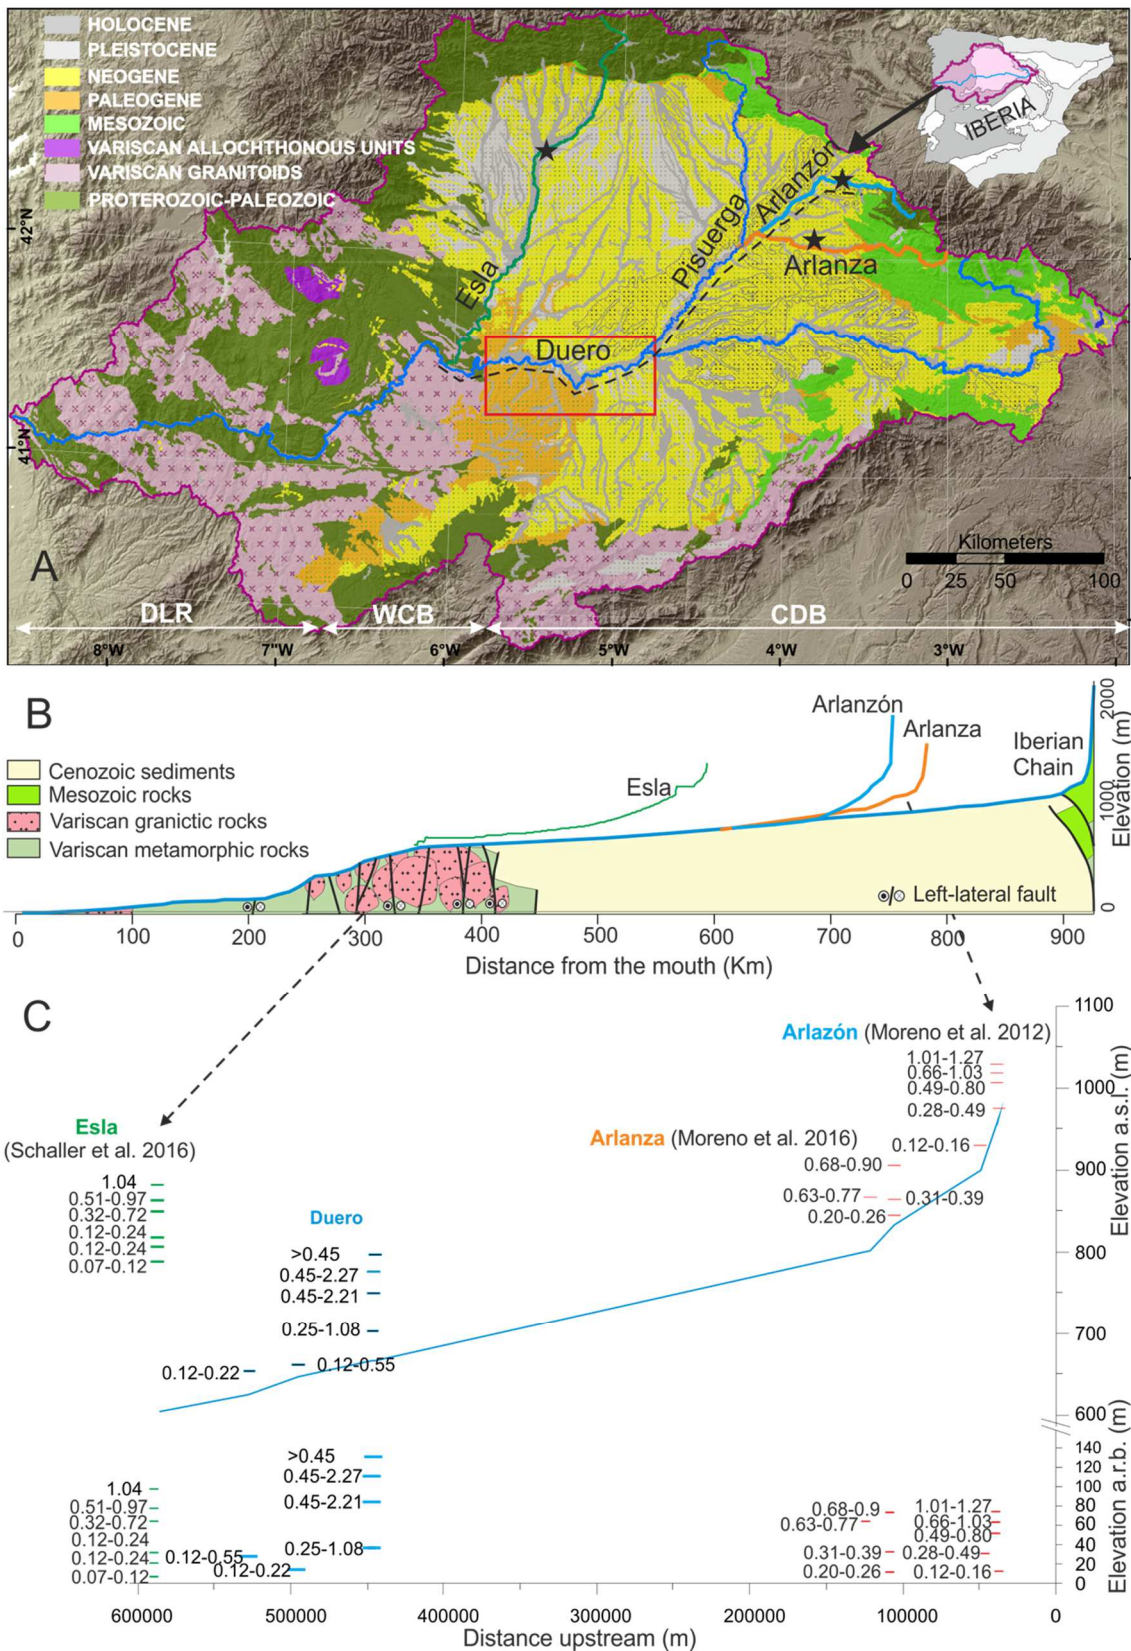 HOLOCENE
PLEISTOCENE
NEOGENE
PALEOGENE
MESOZOIC
VARISCAN ALLOCHTHONOUS UNITS
VARISCAN GRANITOIDS
PROTEROZOIC-PALEOZOIC
IBERIA
42°N
41°N
Esla
Pisuerga
Arlanzón
Arlanza
Duero
A
Kilometers
0 25 50 100
DLR WCB CDB
8°W 7°W 6°W 5°W 4°W 3°W
B
Cenozoic sediments
Mesozoic rocks
Variscan granictic rocks
Variscan metamorphic rocks
Esla
Arlanzón
Arlanza
Iberian
Chain
Left-lateral fault
2000
1000
0
Elevation (m)
0 100 200 300 400 500 600 700 800 900
Distance from the mouth (Km)
C
Esla
(Schaller et al. 2016)
1.04
0.51-0.97
0.32-0.72
0.12-0.24
0.12-0.24
0.07-0.12
Duero
>0.45
0.45-2.27
0.45-2.21
0.25-1.08
0.12-0.55
0.12-0.22
Arlanza (Moreno et al. 2016)
0.68-0.90
0.63-0.77
0.31-0.39
0.20-0.26
Arlazón (Moreno et al. 2012)
1.01-1.27
0.66-1.03
0.49-0.80
0.28-0.49
0.12-0.16
1100
1000
900
800
700
600
Elevation a.s.l. (m)
1.04
0.51-0.97
0.32-0.72
0.12-0.24
0.12-0.24
0.07-0.12
>0.45
0.45-2.27
0.45-2.21
0.25-1.08
0.12-0.55
0.12-0.22
0.68-0.9
0.63-0.77
0.31-0.39
0.20-0.26
1.01-1.27
0.66-1.03
0.49-0.80
0.28-0.49
0.12-0.16
140
120
100
80
60
40
20
0
Elevation a.r.b. (m)
600000 500000 400000 300000 200000 100000 0
Distance upstream (m)